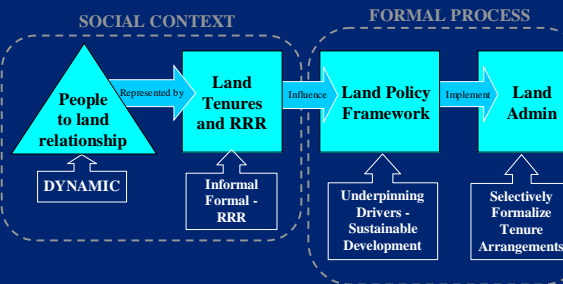 SOCIAL CONTEXT
FORMAL PROCESS
People
to land
relationship
Represented by
Land
Tenures
and RRR
Influence
Land Policy
Framework
Implement
Land
Admin
DYNAMIC
Informal
Formal -
RRR
Underpinning
Drivers -
Sustainable
Development
Selectively
Formalize
Tenure
Arrangements